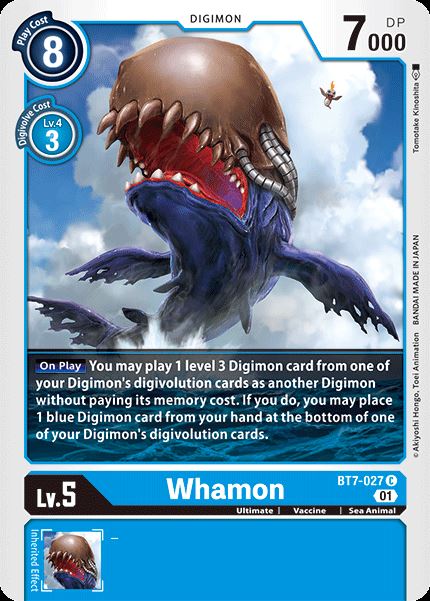 Play Cost
8
DIGIMON
7000
DP
Digivolve Cost
Lv.4
3
Tomotake Kinoshita
© Akiyoshi Hongo, Toei Animation BANDAI MADE IN JAPAN
On Play You may play 1 level 3 Digimon card from one of
your Digimon's digivolution cards as another Digimon
without paying its memory cost. If you do, you may place
1 blue Digimon card from your hand at the bottom of one
of your Digimon's digivolution cards.
Lv.5
Whamon
BT7-027 C
01
Ultimate | Vaccine | Sea Animal
Inherited Effect
–